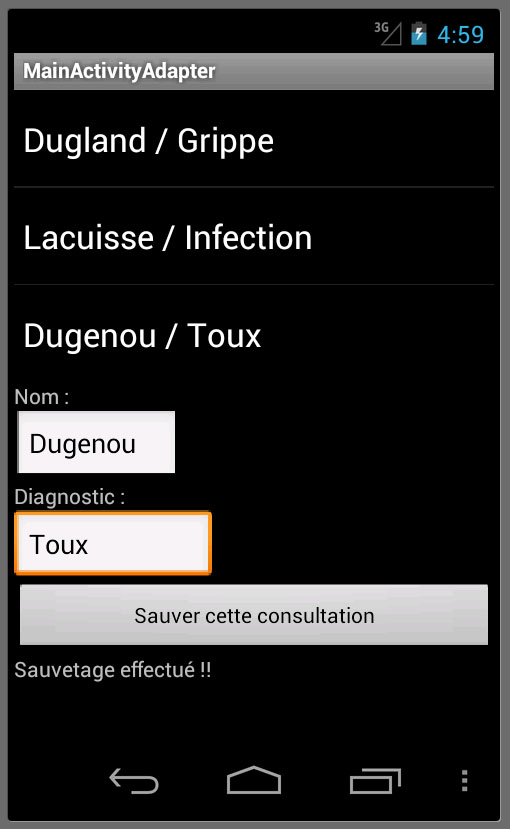 3G 4:59
MainActivityAdapter
Dugland / Grippe
Lacuisse / Infection
Dugenou / Toux
Nom :
Dugenou
Diagnostic :
Toux
Sauver cette consultation
Sauvetage effectué !!